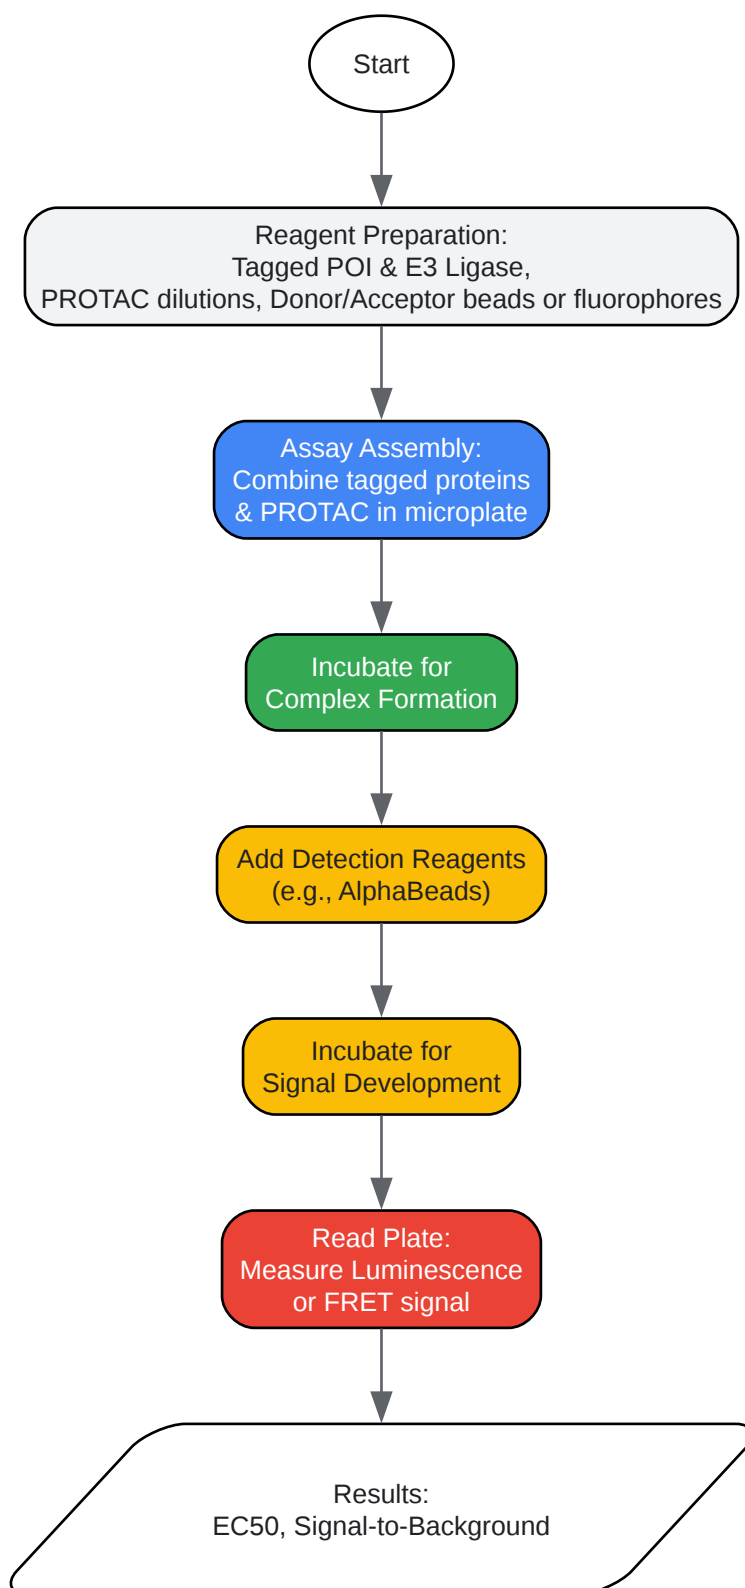 Start
Reagent Preparation:
Tagged POI & E3 Ligase,
PROTAC dilutions, Donor/Acceptor beads or fluorophores
Assay Assembly:
Combine tagged proteins
& PROTAC in microplate
Incubate for
Complex Formation
Add Detection Reagents
(e.g., AlphaBeads)
Incubate for
Signal Development
Read Plate:
Measure Luminescence
or FRET signal
Results:
EC50, Signal-to-Background